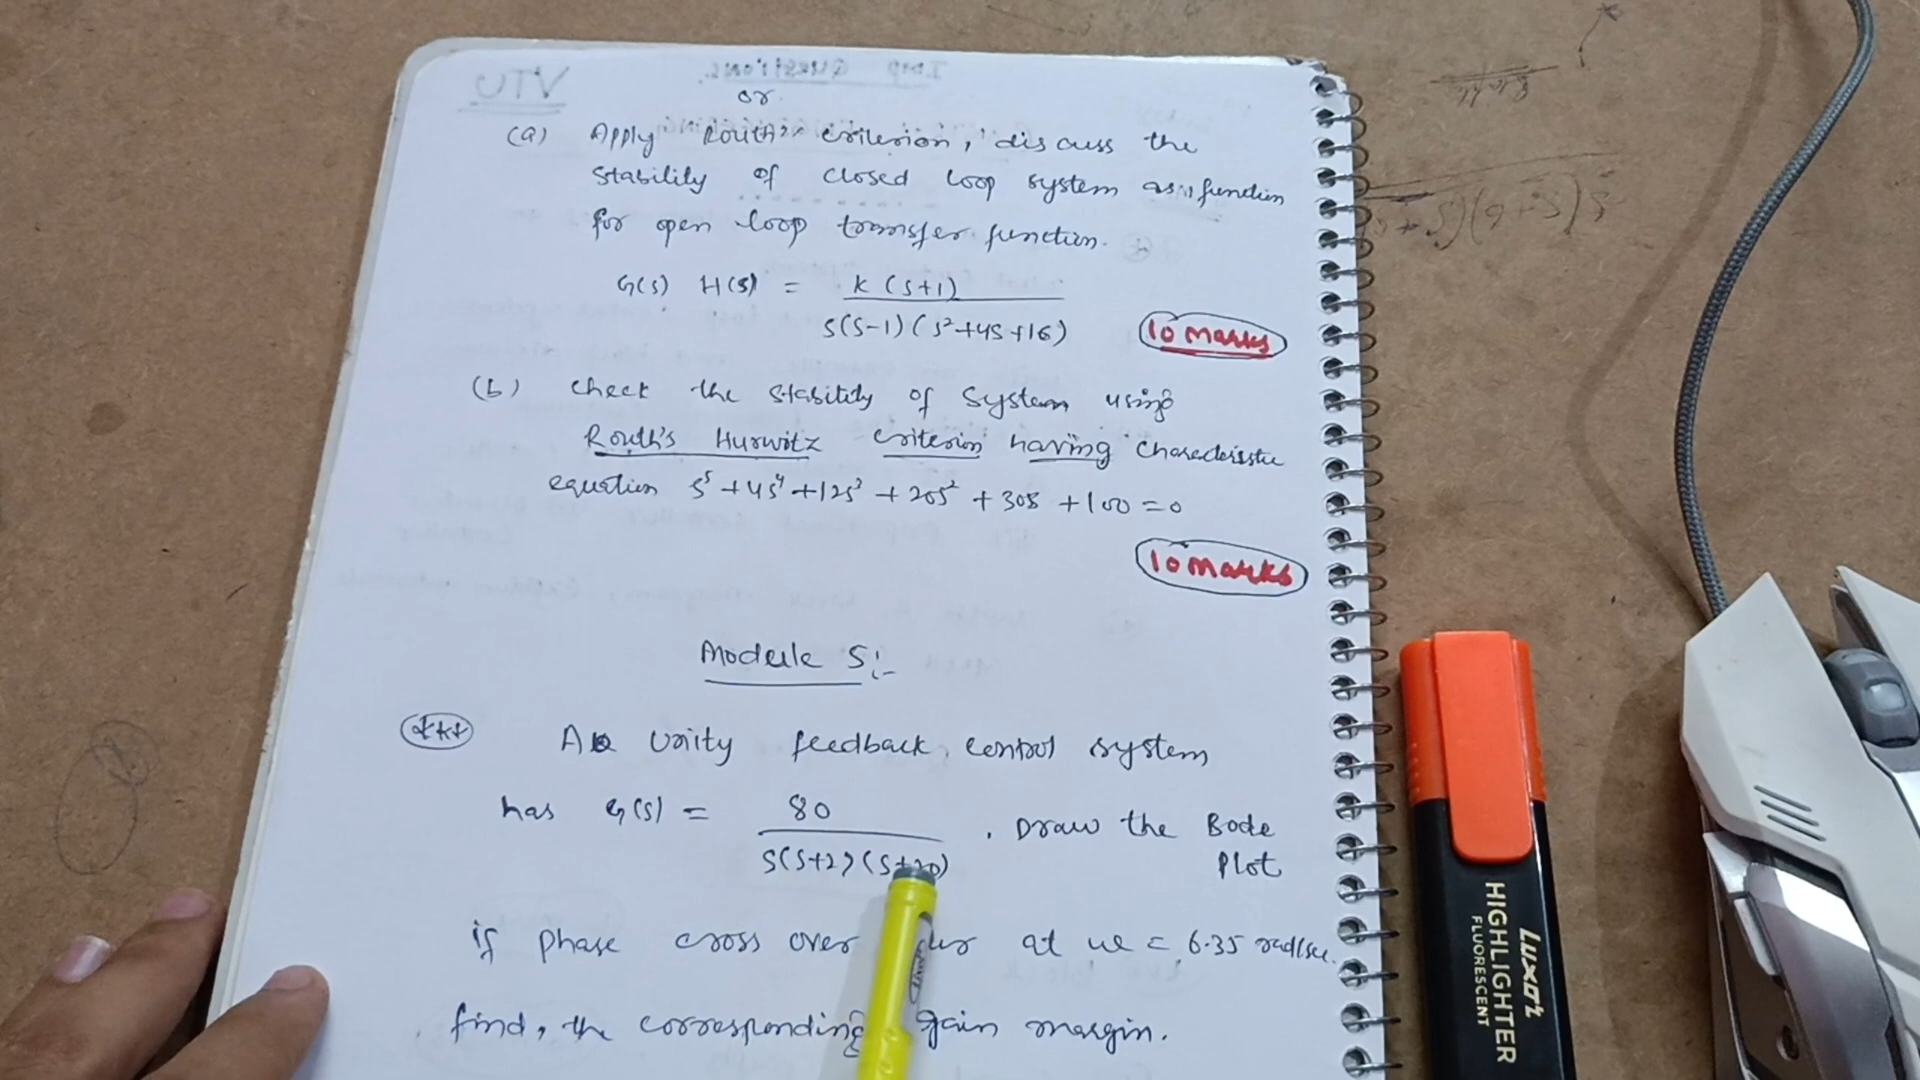 or
(a) Apply Routh's criterion, discuss the
stability of closed loop system as function
for open loop transfer function.
G(s) H(s) = K(s+1)
s(s-1)(s²+4s+16)
10 Marks
(b) check the stability of system using
Routh's Hurwitz criterion having characteristic
equation s⁵+4s⁴+12s³+20s²+30s+100=0
10 Marks
Module 5:-
A unity feedback control system
has G(s) = 80
s(s+2)(s+20)
. Draw the Bode
Plot
if phase cross over at = 6.35 rad/sec.
find, the corresponding gain margin.
VTU
Imp Questions.
LUXOR
HIGHLIGHTER
FLUORESCENT